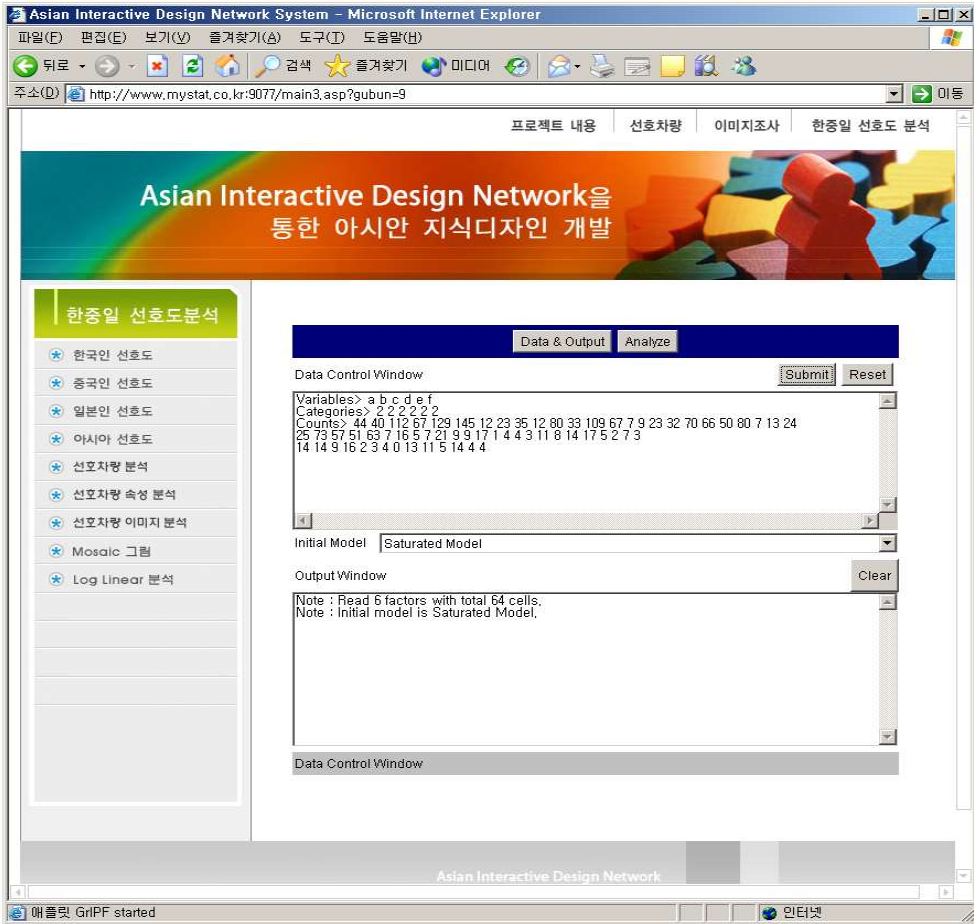 Asian Interactive Design Network System - Microsoft Internet Explorer
파일(F) 편집(E) 보기(V) 즐겨찾기(A) 도구(T) 도움말(H)
뒤로 검색 즐겨찾기 미디어
주소(D) http://www.mystat.co.kr:9077/main3.asp?gubun=9 이동
프로젝트 내용 선호차량 이미지조사 한중일 선호도 분석
Asian Interactive Design Network을
통한 아시안 지식디자인 개발
한중일 선호도분석
한국인 선호도
중국인 선호도
일본인 선호도
아시아 선호도
선호차량 분석
선호차량 속성 분석
선호차량 이미지 분석
Mosaic 그림
Log Linear 분석
Data & Output Analyze
Data Control Window Submit Reset
Variables> a b c d e f
Categories> 2 2 2 2 2 2
Counts> 44 40 112 67 129 145 12 23 35 12 80 33 109 67 7 9 23 32 70 66 50 80 7 13 24
25 73 57 51 63 7 16 5 7 21 9 9 17 1 4 4 3 11 8 14 17 5 2 7 3
14 14 9 16 2 3 4 0 13 11 5 14 4 4
Initial Model Saturated Model
Output Window Clear
Note : Read 6 factors with total 64 cells,
Note : Initial model is Saturated Model,
Data Control Window
Asian Interactive Design Network
애플릿 GrIPF started 인터넷